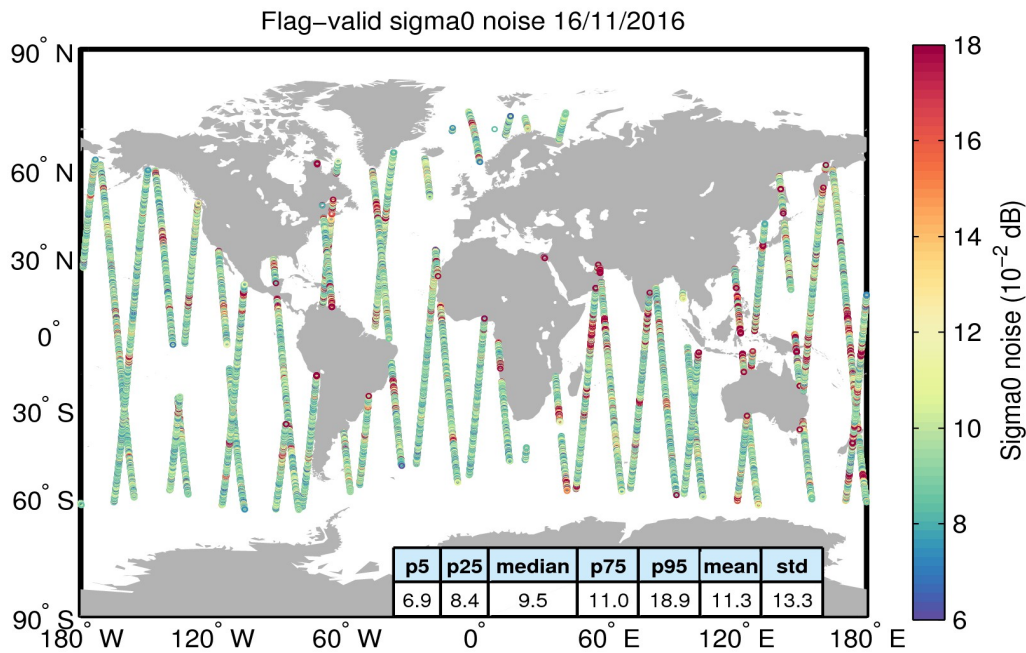 Flag−valid sigma0 noise 16/11/2016
90° N
60° N
30° N
0°
30° S
60° S
90° S
180° W
120° W
60° W
0°
60° E
120° E
180° E
p5 p25 median p75 p95 mean std
6.9 8.4 9.5 11.0 18.9 11.3 13.3
18
16
14
12
10
8
6
Sigma0 noise (10⁻² dB)